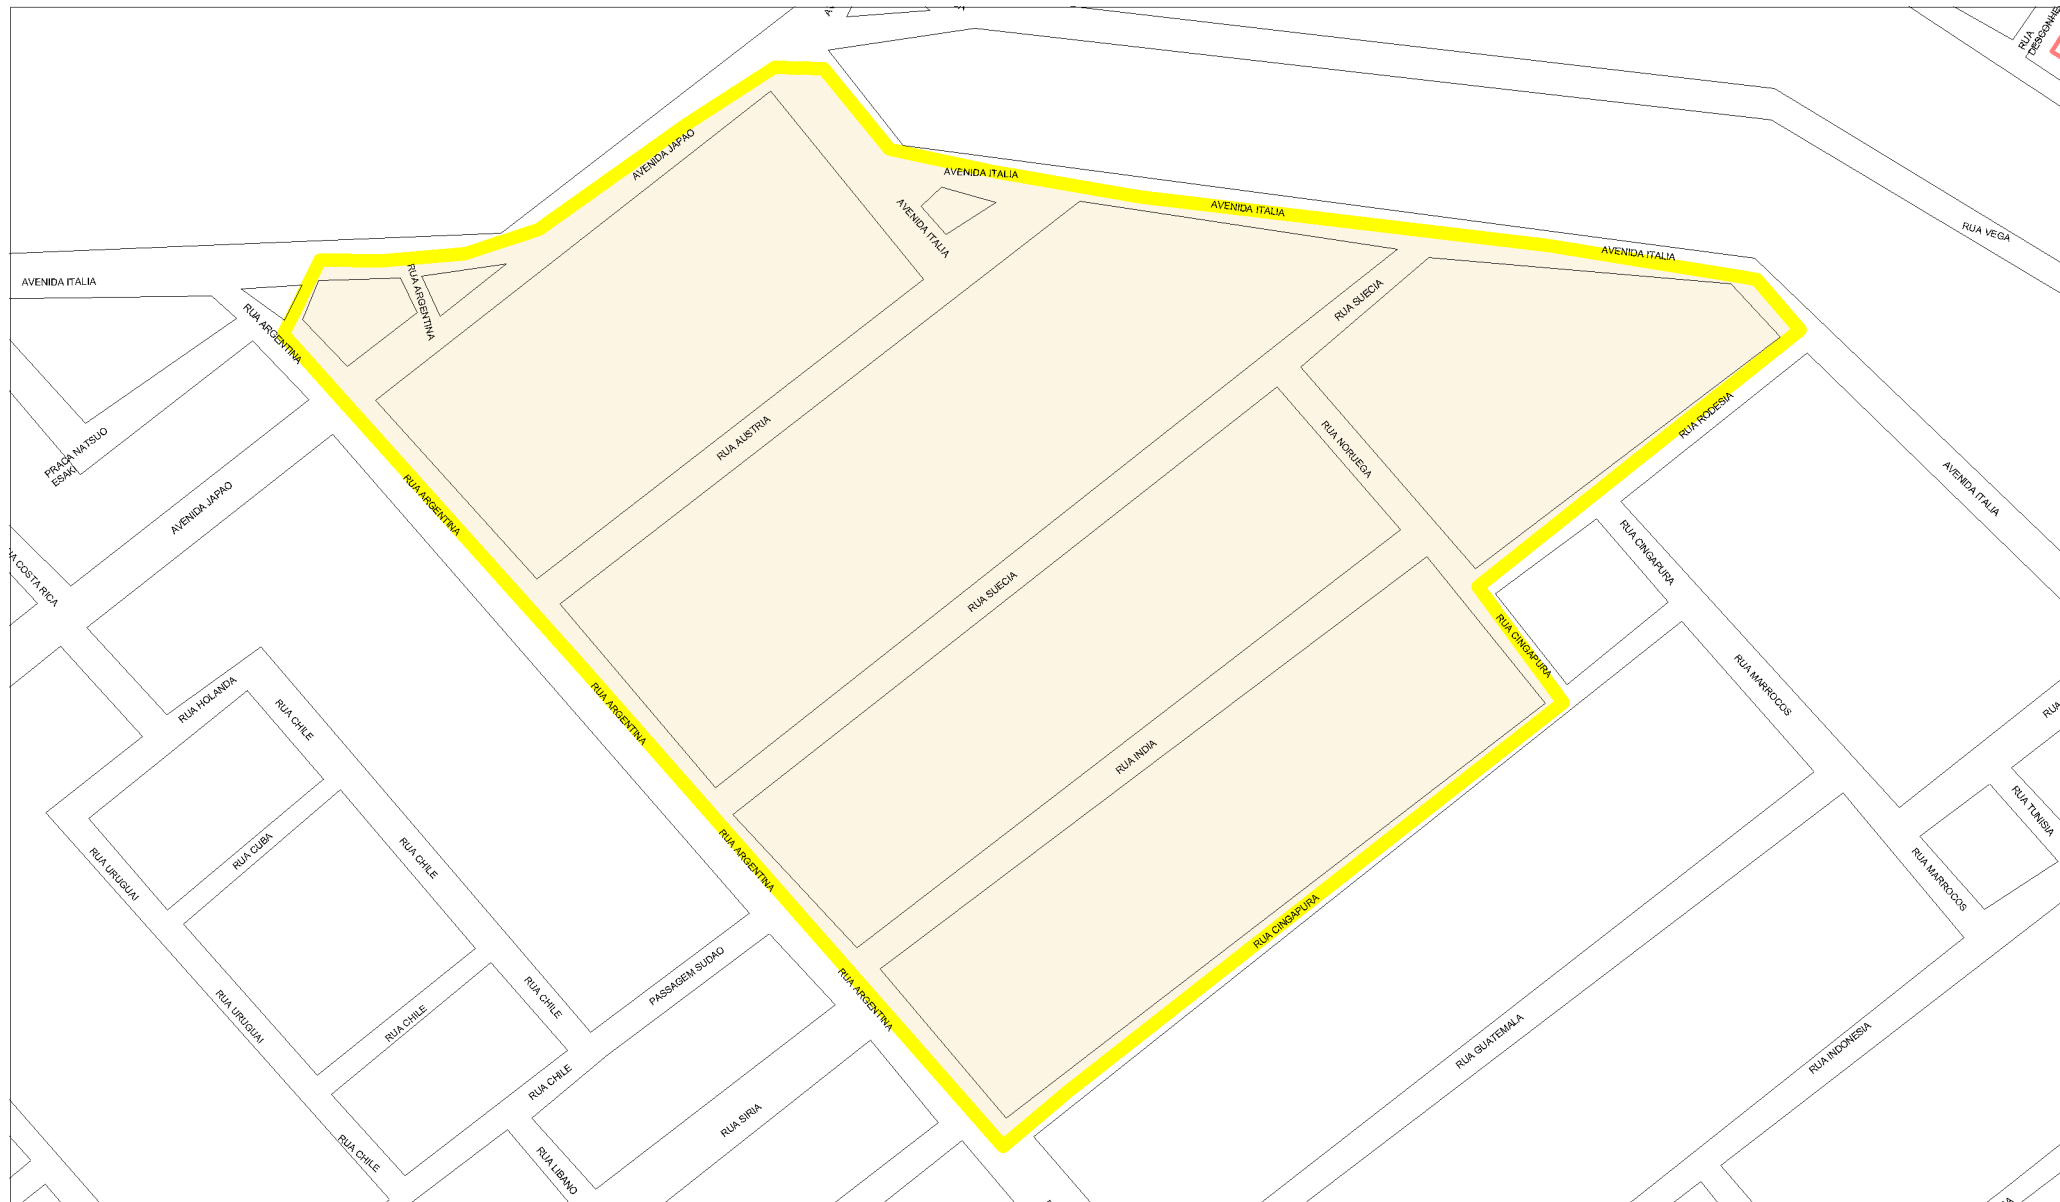 RUA
DESCONHE
AVENIDA JAPAO
AVENIDA ITALIA
AVENIDA ITALIA
AVENIDA ITALIA
AVENIDA ITALIA
RUA VEGA
AVENIDA ITALIA
RUA ARGENTINA
RUA ARGENTINA
RUA SUECIA
RUA AUSTRIA
RUA NORUEGA
RUA RODESIA
PRACA NATSUO
ESAKI
AVENIDA JAPAO
RUA ARGENTINA
AVENIDA ITALIA
UA COSTA RICA
RUA SUECIA
RUA CINGAPURA
RUA CINGAPURA
RUA HOLANDA
RUA CHILE
RUA ARGENTINA
RUA INDIA
RUA MARROCOS
RUA
RUA CUBA
RUA URUGUAI
RUA CHILE
RUA ARGENTINA
RUA TUNISIA
RUA MARROCOS
RUA CINGAPURA
PASSAGEM SUDAO
RUA ARGENTINA
RUA URUGUAI
RUA CHILE
RUA CHILE
RUA GUATEMALA
RUA INDONESIA
RUA CHILE
RUA SIRIA
RUA CHILE
RUA LIBANO